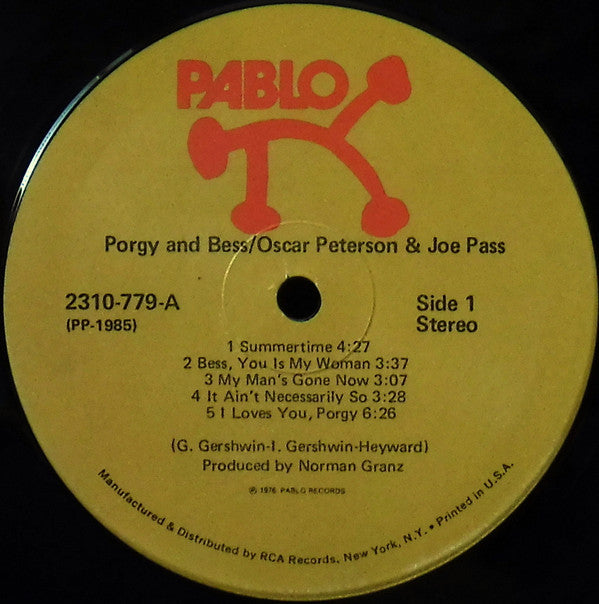 PABLO
Porgy and Bess/Oscar Peterson & Joe Pass
2310-779-A
(PP-1985)
Side 1
Stereo
1 Summertime 4:27
2 Bess, You Is My Woman 3:37
3 My Man's Gone Now 3:07
4 It Ain't Necessarily So 3:28
5 I Loves You, Porgy 6:26
(G. Gershwin-I. Gershwin-Heyward)
Produced by Norman Granz
℗ 1976 PABLO RECORDS
Manufactured & Distributed by RCA Records, New York, N.Y. • Printed in U.S.A.